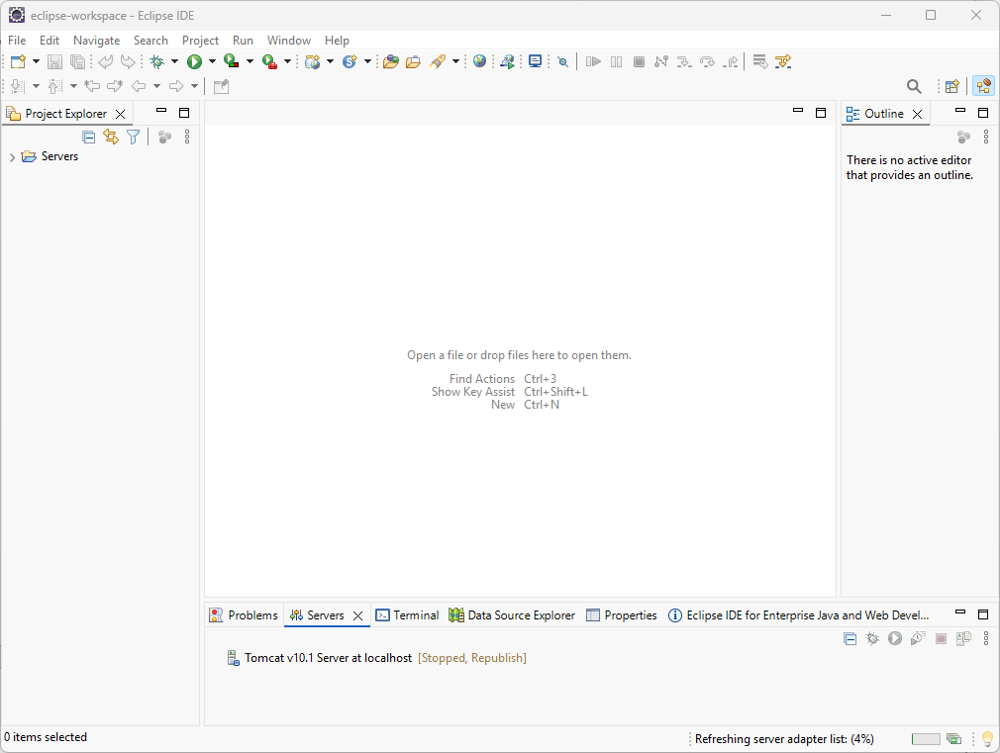 eclipse-workspace - Eclipse IDE
File Edit Navigate Search Project Run Window Help
Project Explorer
Servers
Open a file or drop files here to open them.
Find Actions Ctrl+3
Show Key Assist Ctrl+Shift+L
New Ctrl+N
Outline
There is no active editor
that provides an outline.
Problems Servers Terminal Data Source Explorer Properties Eclipse IDE for Enterprise Java and Web Devel...
Tomcat v10.1 Server at localhost [Stopped, Republish]
0 items selected
Refreshing server adapter list: (4%)